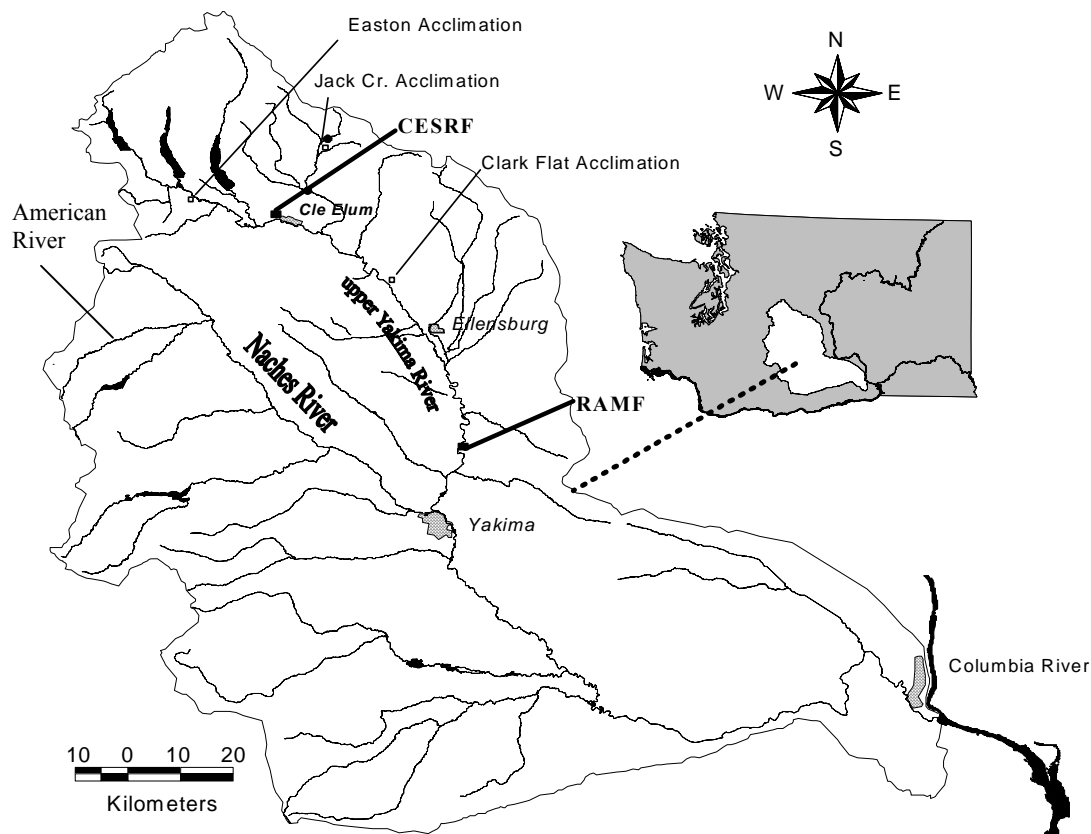 Easton Acclimation
N
Jack Cr. Acclimation
W
E
CESRF
S
Clark Flat Acclimation
American
River
Cle Elum
upper Yakima River
Ellensburg
Naches River
RAMF
Yakima
Columbia River
10 0 10 20
Kilometers